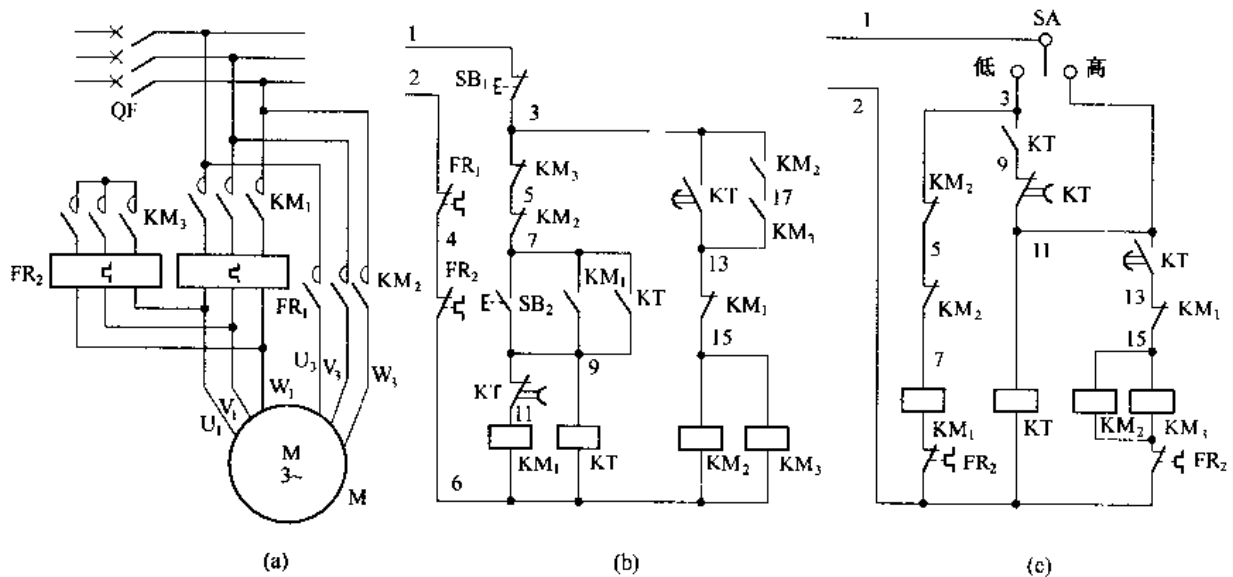 QF
KM₃
KM₁
FR₂
FR₁
KM₂
U₃
V₃
W₃
W₁
V₁
U₁
M
3~
M
(a)
1
2
SB₁
3
FR₁
KM₃
5
KM₂
4
7
FR₂
SB₂
KM₁
KT
9
KT
11
KM₁
KT
6
KT
KM₂
17
KM₃
13
KM₁
15
KM₂
KM₃
(b)
1
SA
低
高
2
3
KT
9
KM₂
KT
5
11
KT
KM₂
13
KM₁
7
15
KM₁
KT
KM₂
KM₃
FR₂
FR₂
(c)